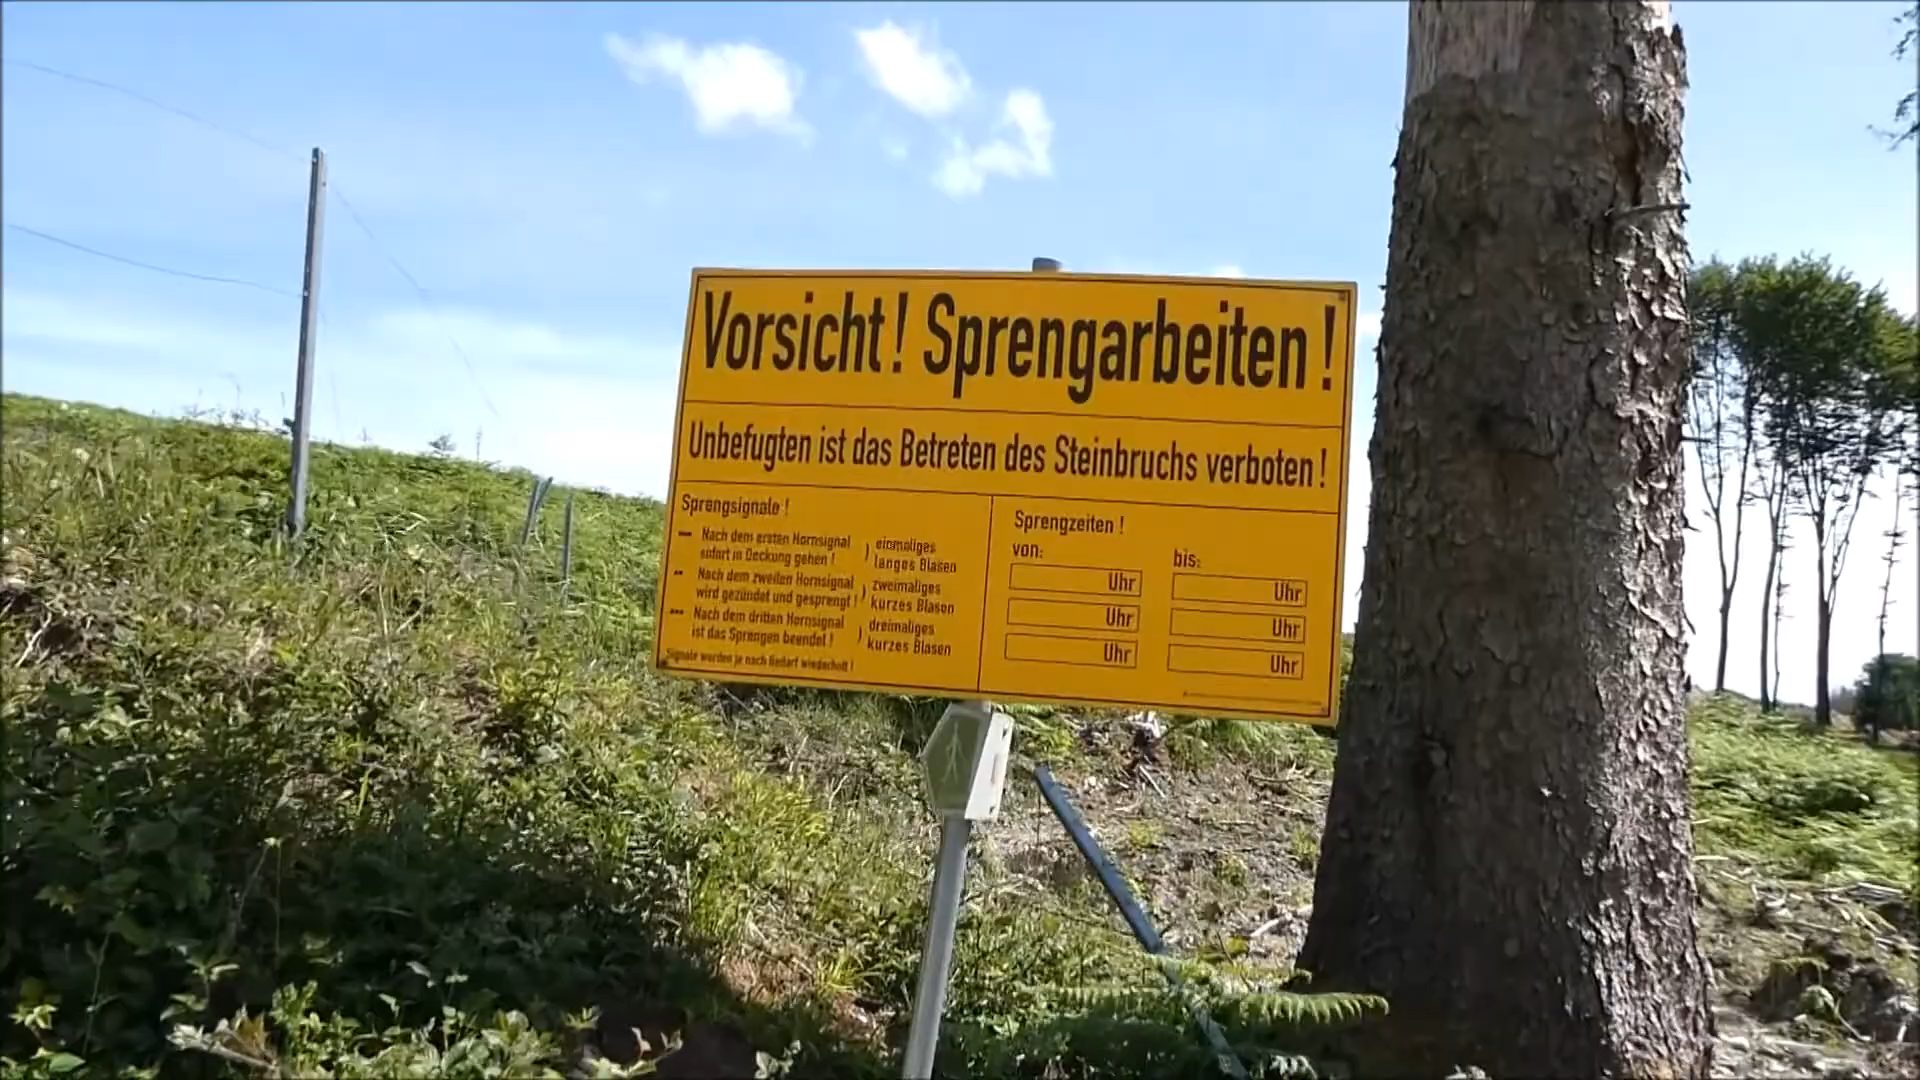 Vorsicht! Sprengarbeiten!
Unbefugten ist das Betreten des Steinbruchs verboten!
Sprengsignale!
Nach dem ersten Hornsignal
sofort in Deckung gehen!
einmaliges
langes Blasen
Nach dem zweiten Hornsignal
wird gezündet und gesprengt!
zweimaliges
kurzes Blasen
Nach dem dritten Hornsignal
ist das Sprengen beendet!
dreimaliges
kurzes Blasen
Signale werden je nach Bedarf wiederholt!
Sprengzeiten!
von: bis:
Uhr Uhr
Uhr Uhr
Uhr Uhr